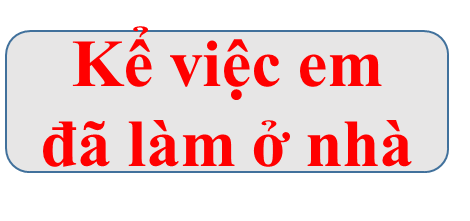 Kể việc em
đã làm ở nhà